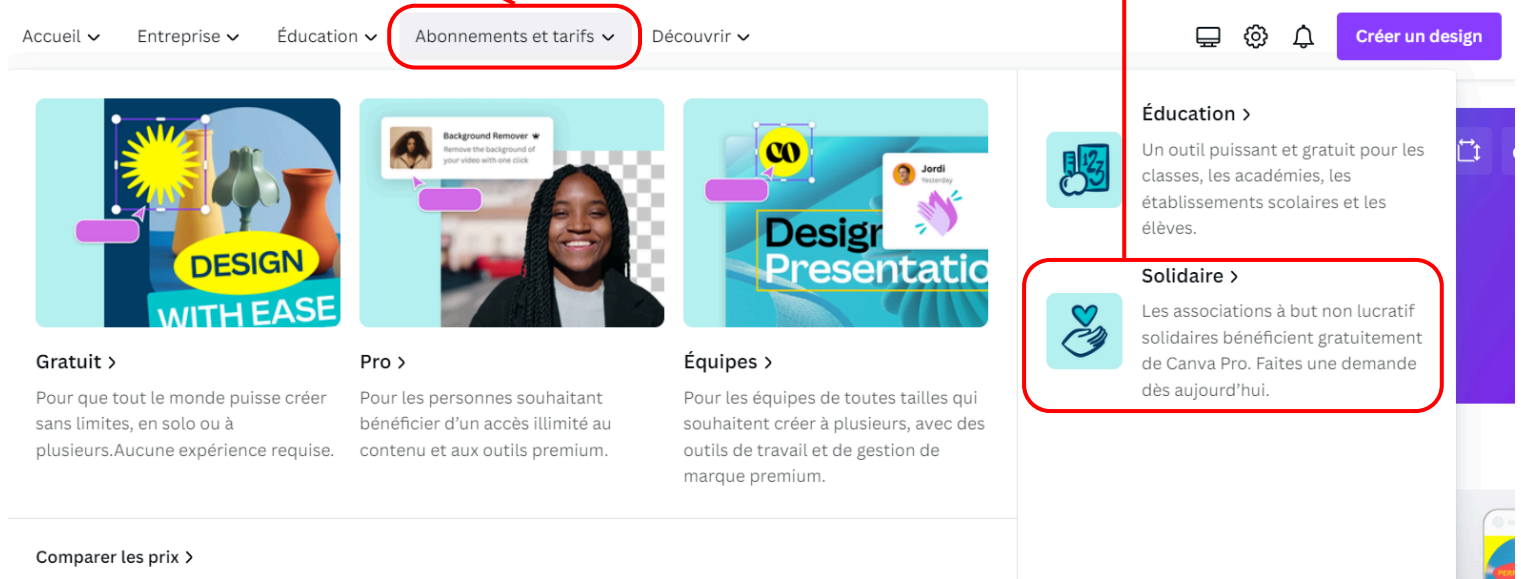 Accueil
Entreprise
Éducation
Abonnements et tarifs
Découvrir
Créer un design
DESIGN
WITH EASE
Background Remover
Remove the background of
your video with one click
co
Jordi
Yesterday
Design
Presentatio
Gratuit >
Pour que tout le monde puisse créer
sans limites, en solo ou à
plusieurs.Aucune expérience requise.
Pro >
Pour les personnes souhaitant
bénéficier d’un accès illimité au
contenu et aux outils premium.
Équipes >
Pour les équipes de toutes tailles qui
souhaitent créer à plusieurs, avec des
outils de travail et de gestion de
marque premium.
Éducation >
Un outil puissant et gratuit pour les
classes, les académies, les
établissements scolaires et les
élèves.
123
Solidaire >
Les associations à but non lucratif
solidaires bénéficient gratuitement
de Canva Pro. Faites une demande
dès aujourd’hui.
Comparer les prix >